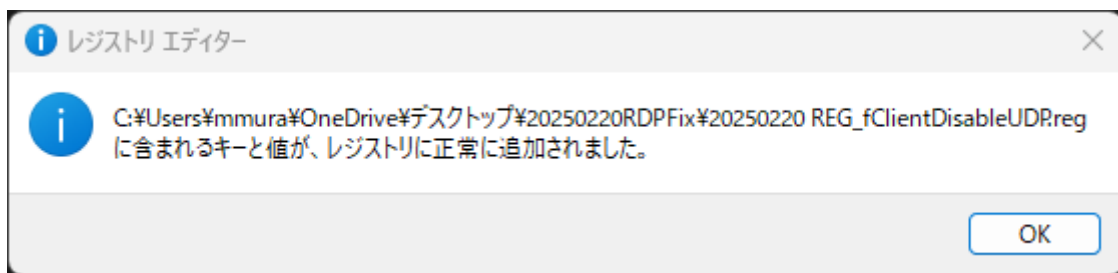 レジストリ エディター
C:¥Users¥mmura¥OneDrive¥デスクトップ¥20250220RDPFix¥20250220 REG_fClientDisableUDP.reg
に含まれるキーと値が、レジストリに正常に追加されました。
OK